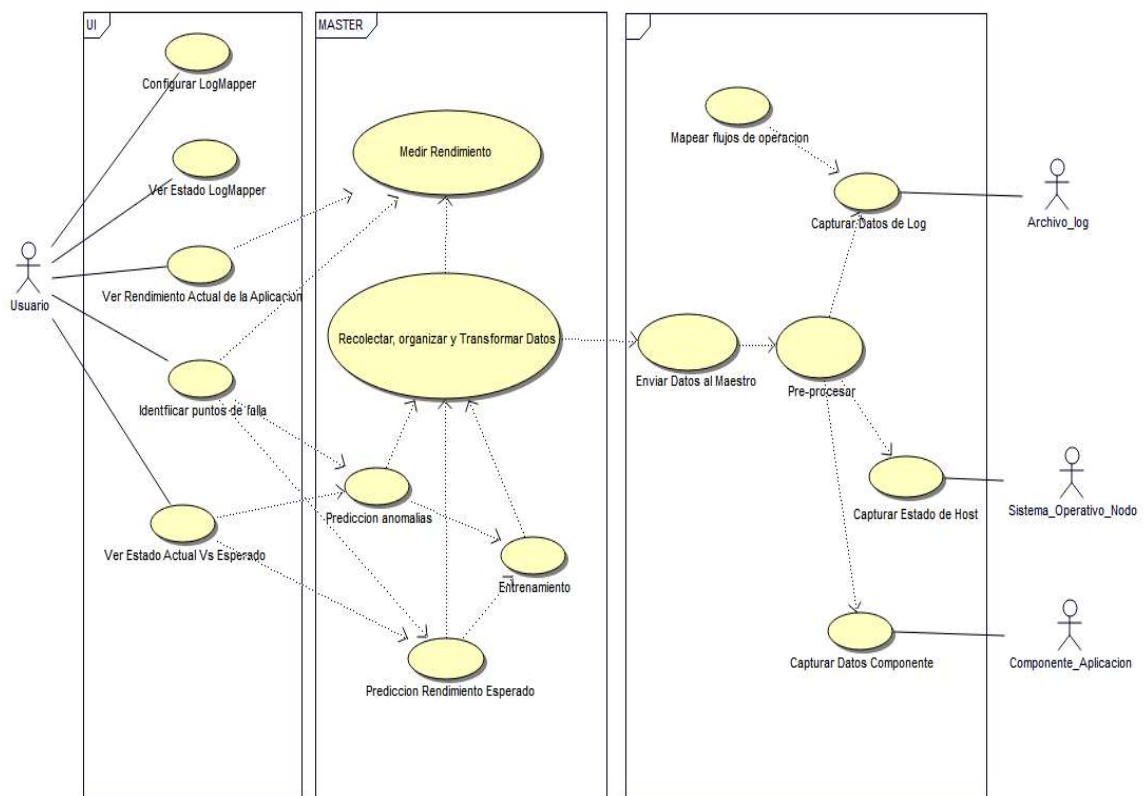 UI
MASTER
Configurar LogMapper
Ver Estado LogMapper
Usuario
Ver Rendimiento Actual de la Aplicacion
Identfiicar puntos de falla
Ver Estado Actual Vs Esperado
Medir Rendimiento
Recolectar, organizar y Transformar Datos
Prediccion anomalias
Entrenamiento
Prediccion Rendimiento Esperado
Mapear flujos de operacion
Capturar Datos de Log
Archivo_log
Enviar Datos al Maestro
Pre-procesar
Capturar Estado de Host
Sistema_Operativo_Nodo
Capturar Datos Componente
Componente_Aplicacion